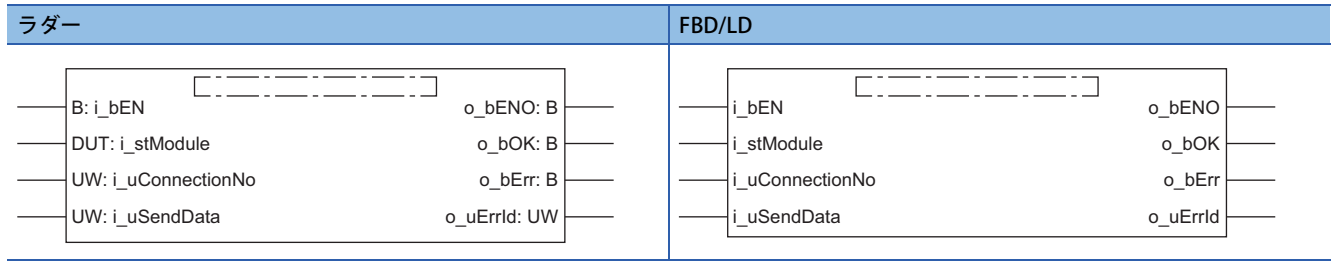 ラダー
FBD/LD
B: i_bEN
o_bENO: B
DUT: i_stModule
o_bOK: B
UW: i_uConnectionNo
o_bErr: B
UW: i_uSendData
o_uErrId: UW
i_bEN
o_bENO
i_stModule
o_bOK
i_uConnectionNo
o_bErr
i_uSendData
o_uErrId